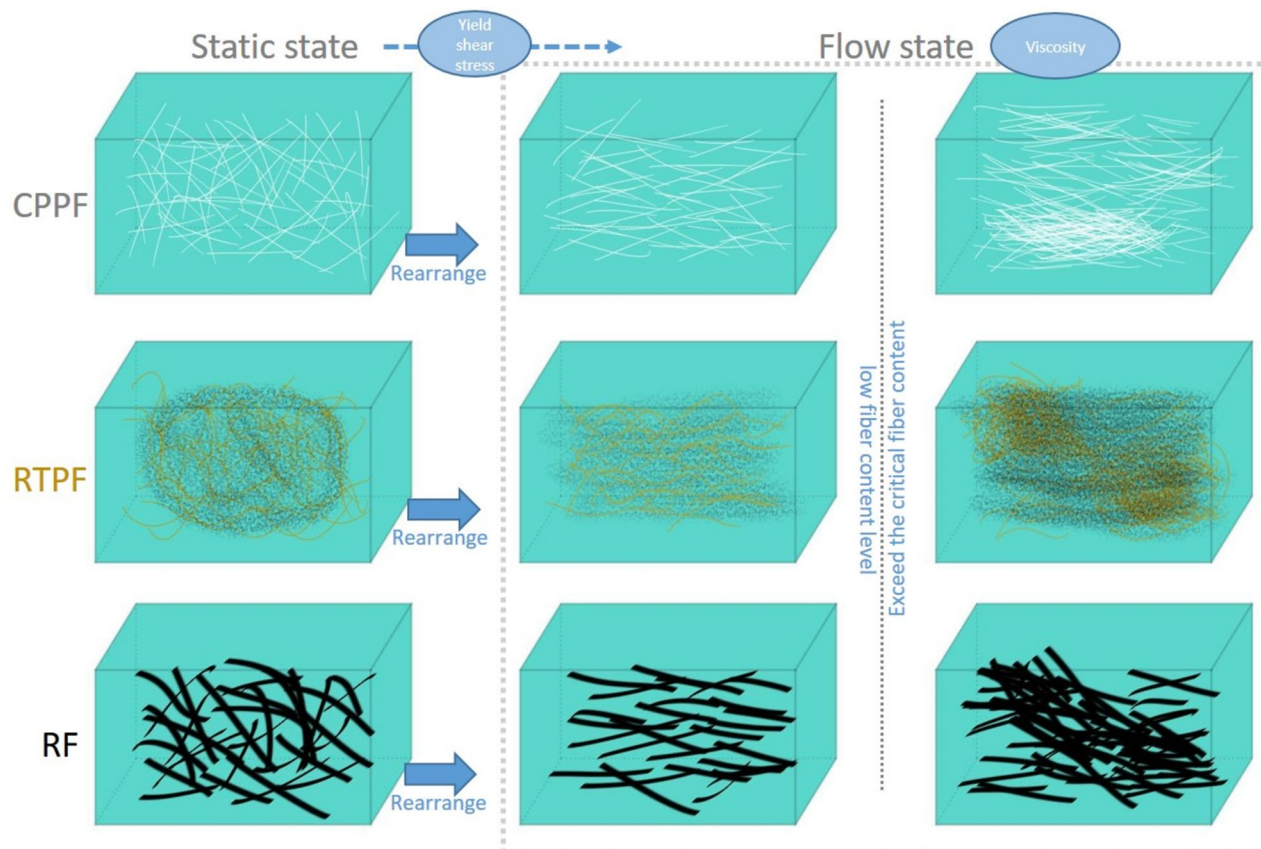 Static state
Yield
shear
stress
Flow state
Viscosity
CPPF
Rearrange
RTPF
Rearrange
low fiber content level
Exceed the critical fiber content
RF
Rearrange